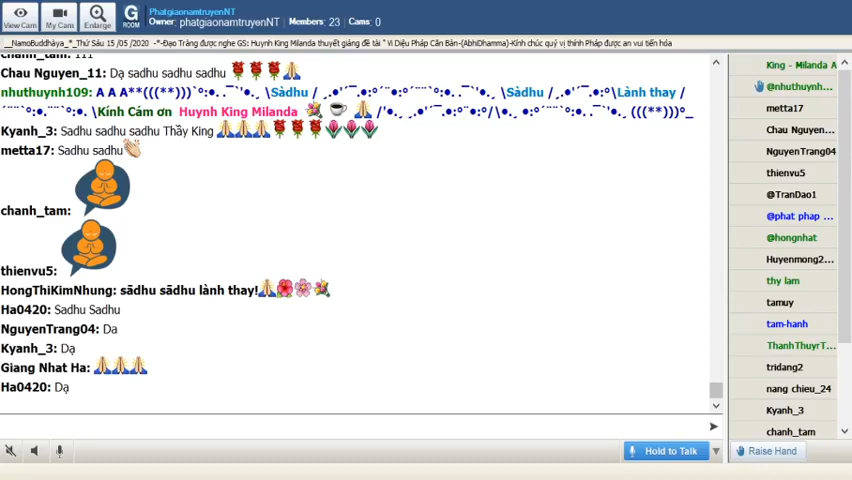 View Cam
My Cam
Enlarge
G
ROOM
PhatgiaonamtruyenNT
Owner: phatgiaonamtruyenNT Members: 23 Cams: 0
__NamoBuddhàya_*_Thứ Sáu 15 /05 /2020 -*-Đạo Tràng được nghe GS: Huynh King Milanda thuyết giảng đề tài " Vi Diệu Pháp Căn Bản-(AbhiDhamma)-Kính chúc quý vị thính Pháp được an vui tiến hóa
chanh_tam: 111
Chau Nguyen_11: Dạ sadhu sadhu sadhu
nhuthuynh109: A A A**(((**)))`°:•. .¯`'•.¸ \•Sàdhu / ¸.•'´¯.•:°´¨°•:°´¨¨`°:•. .¯`'•.¸ \•Sàdhu / ¸.•'´¯.•:° \•Lành thay /
´¨¨`°:•.¨¨`°:• \•Kính Cám ơn Huynh King Milanda /'•.¸ ¸.•'´¯.•:°¨•:°/\•.¸ •:°´¨¨`°:•. .¯`'•.¸ (((**)))°_
Kyanh_3: Sadhu sadhu sadhu Thầy King
metta17: Sadhu sadhu
chanh_tam:
thienvu5:
HongThiKimNhung: sādhu sādhu lành thay!
Ha0420: Sadhu Sadhu
NguyenTrang04: Da
Kyanh_3: Dạ
Giang Nhat Ha:
Ha0420: Dạ
King - Milanda A
@nhuthuynh...
metta17
Chau Nguyen...
NguyenTrang04
thienvu5
@TranDao1
@phat phap ...
@hongnhat
Huyenmong2...
thy lam
tamuy
tam-hanh
ThanhThuyrT...
tridang2
nang chieu_24
Kyanh_3
chanh_tam
Hold to Talk
Raise Hand